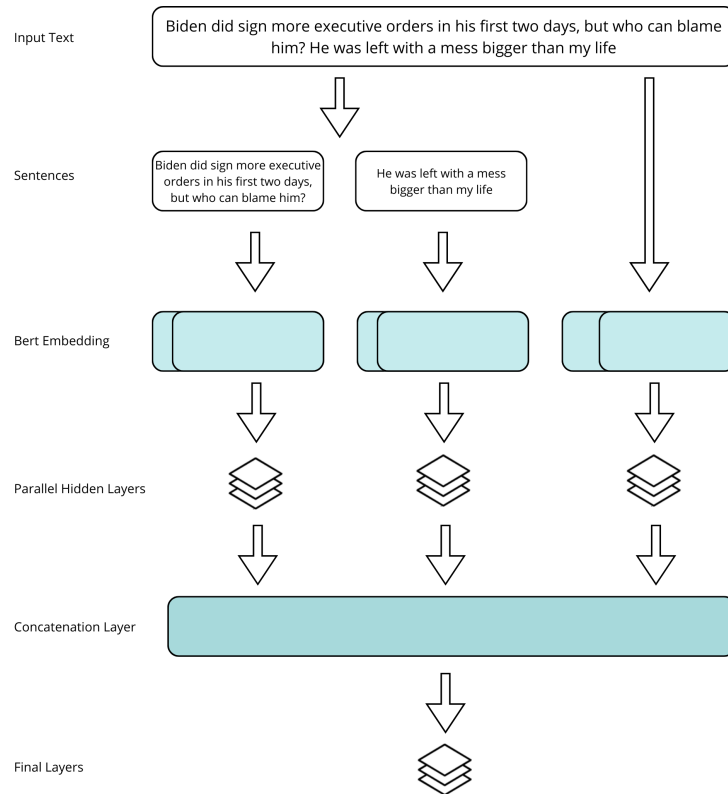 Input Text
Biden did sign more executive orders in his first two days, but who can blame
him? He was left with a mess bigger than my life
Sentences
Biden did sign more executive
orders in his first two days,
but who can blame him?
He was left with a mess
bigger than my life
Bert Embedding
Parallel Hidden Layers
Concatenation Layer
Final Layers